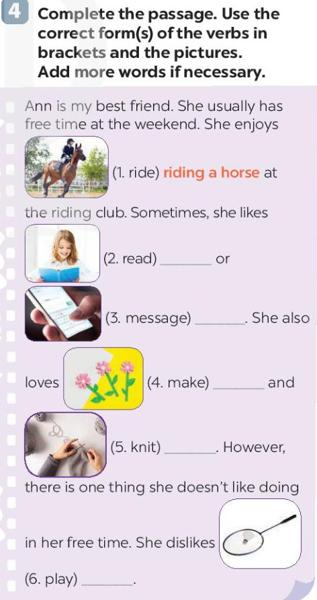 4 Complete the passage. Use the
correct form(s) of the verbs in
brackets and the pictures.
Add more words if necessary.
Ann is my best friend. She usually has
free time at the weekend. She enjoys
(1. ride) riding a horse at
the riding club. Sometimes, she likes
(2. read) ________ or
(3. message) ________. She also
loves (4. make) ________ and
(5. knit) ________. However,
there is one thing she doesn't like doing
in her free time. She dislikes
(6. play) ________.